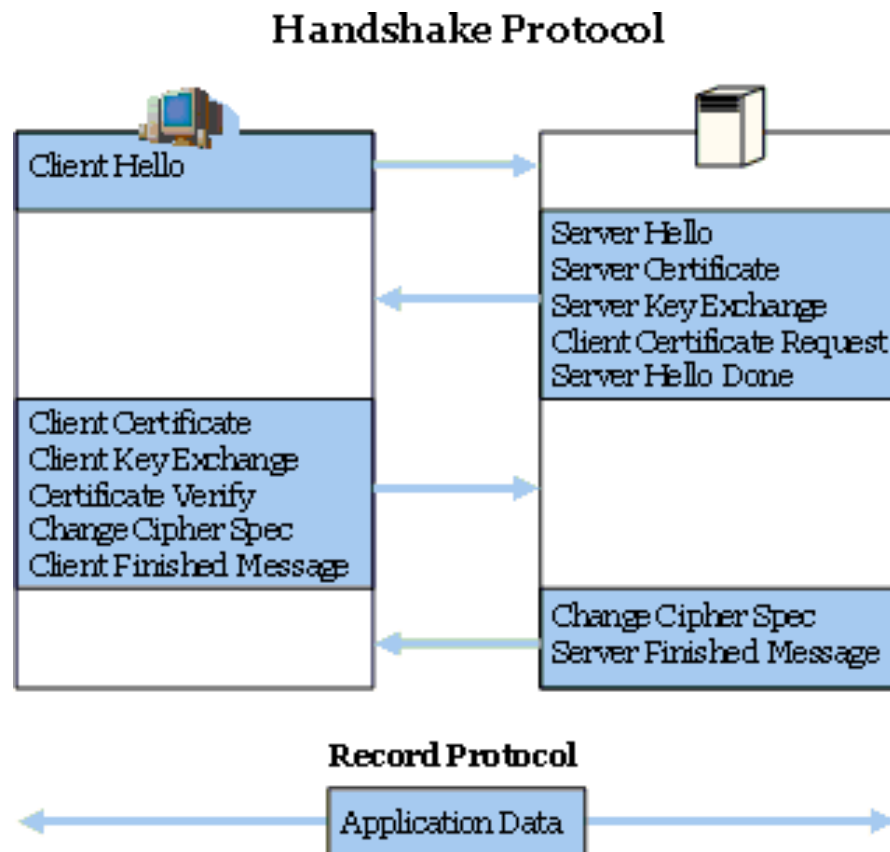 Handshake Protocol
Client Hello
Server Hello
Server Certificate
Server Key Exchange
Client Certificate Request
Server Hello Done
Client Certificate
Client Key Exchange
Certificate Verify
Change Cipher Spec
Client Finished Message
Change Cipher Spec
Server Finished Message
Record Protocol
Application Data